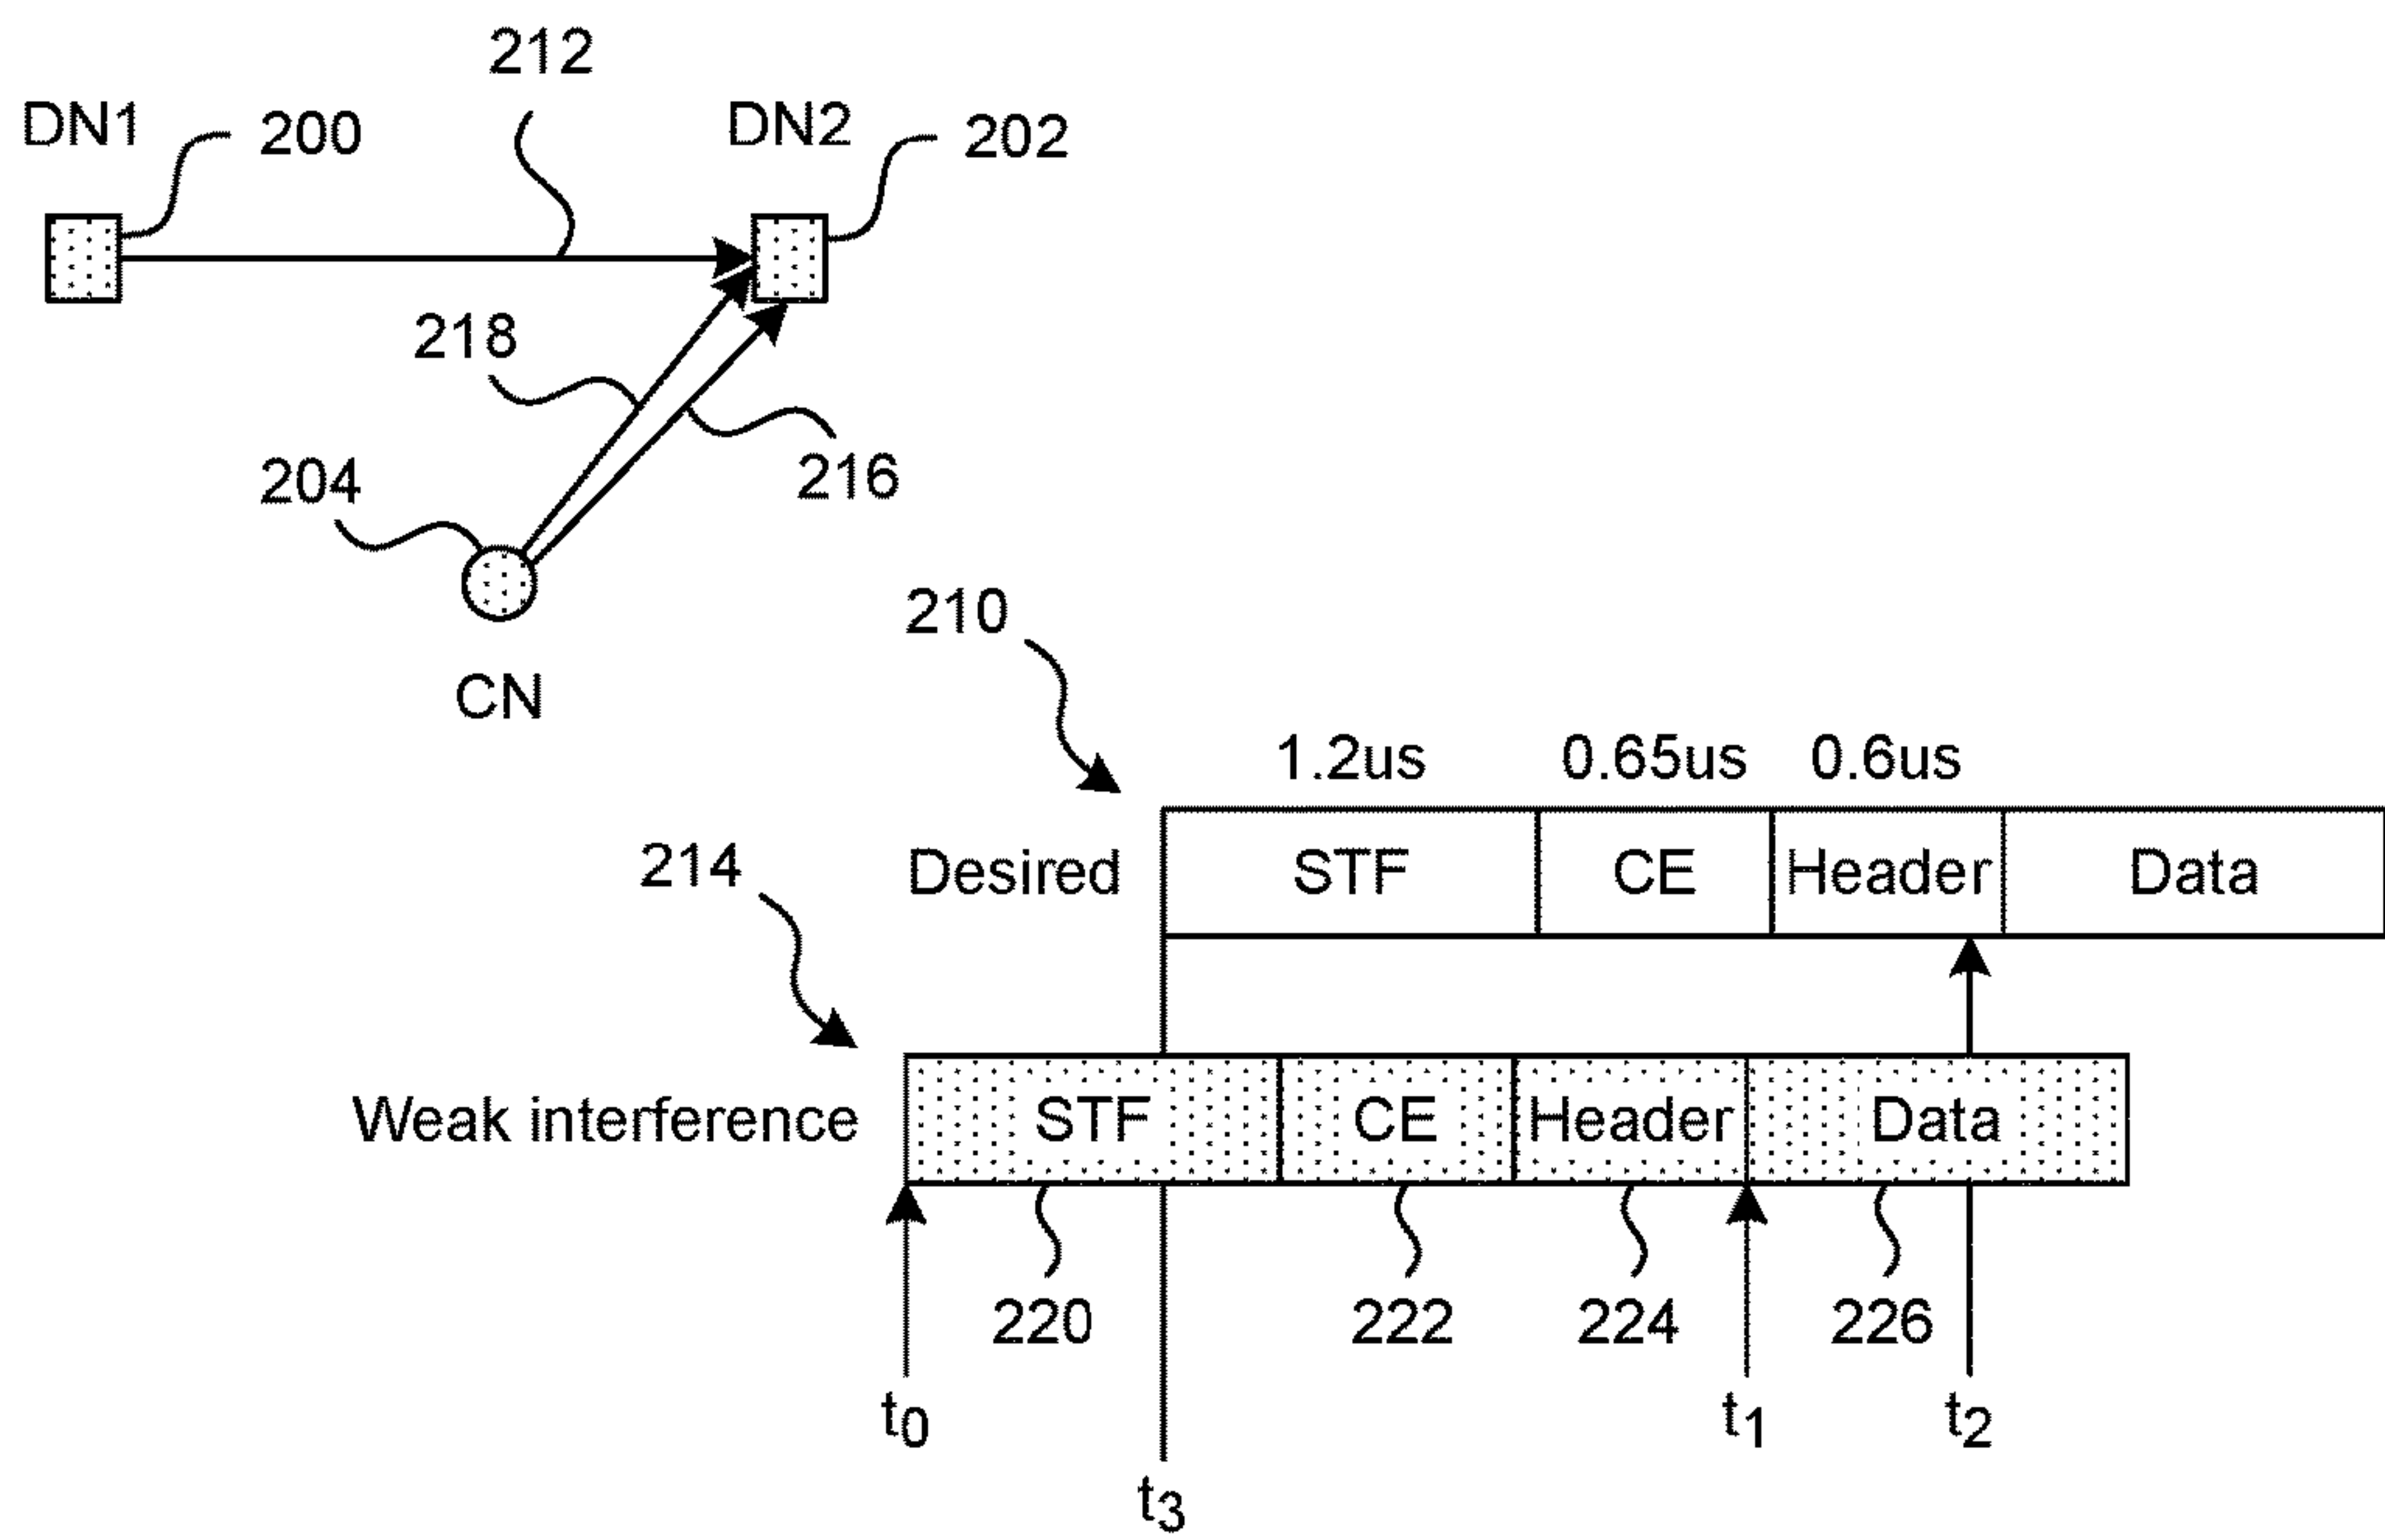 212
DN1 200 DN2 202
218
204 216
CN
210
1.2us 0.65us 0.6us
214 Desired STF CE Header Data
Weak interference STF CE Header Data
220 222 224 226
t0 t1 t2
t3